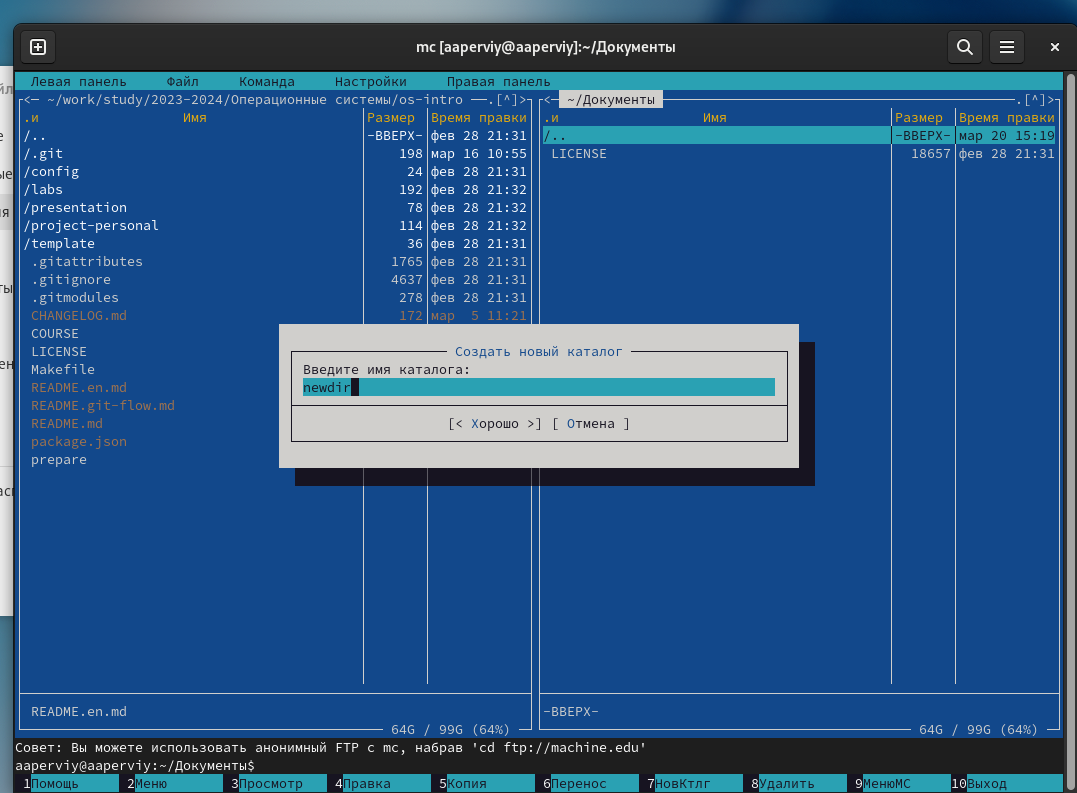 mc [aaperviy@aaperviy]:~/Документы
Левая панель Файл Команда Настройки Правая панель
<— ~/work/study/2023-2024/Операционные системы/os-intro —.[^]>
.и Имя Размер Время правки
/.. -ВВЕРХ- фев 28 21:31
/.git 198 мар 16 10:55
/config 24 фев 28 21:31
/labs 192 фев 28 21:32
/presentation 78 фев 28 21:32
/project-personal 114 фев 28 21:32
/template 36 фев 28 21:31
.gitattributes 1765 фев 28 21:31
.gitignore 4637 фев 28 21:31
.gitmodules 278 фев 28 21:31
CHANGELOG.md 172 мар 5 11:21
COURSE
LICENSE
Makefile
README.en.md
README.git-flow.md
README.md
package.json
prepare
README.en.md
64G / 99G (64%)
<— ~/Документы .[^]>
.и Имя Размер Время правки
/.. -ВВЕРХ- мар 20 15:19
LICENSE 18657 фев 28 21:31
-ВВЕРХ-
64G / 99G (64%)
Создать новый каталог
Введите имя каталога:
newdir
[< Хорошо >] [ Отмена ]
Совет: Вы можете использовать анонимный FTP с mc, набрав 'cd ftp://machine.edu'
aaperviy@aaperviy:~/Документы$
1Помощь 2Меню 3Просмотр 4Правка 5Копия 6Перенос 7НовКтлг 8Удалить 9МенюМС 10Выход